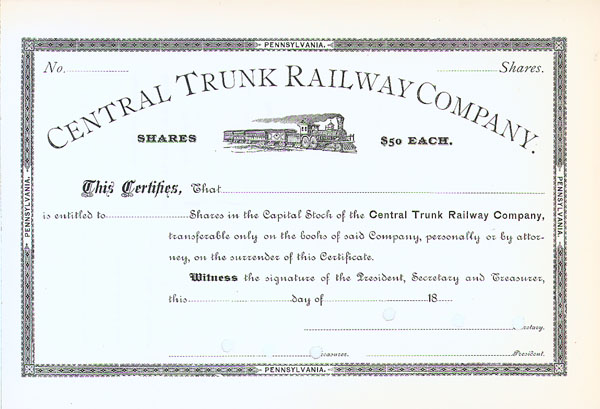 PENNSYLVANIA.
No. Shares.
CENTRAL TRUNK RAILWAY COMPANY.
SHARES $50 EACH.
This Certifies, That
is entitled to Shares in the Capital Stock of the Central Trunk Railway Company,
transferable only on the books of said Company, personally or by attor-
ney, on the surrender of this Certificate.
Witness the signature of the President, Secretary and Treasurer,
this day of 18
President.
PENNSYLVANIA.
PENNSYLVANIA.
PENNSYLVANIA